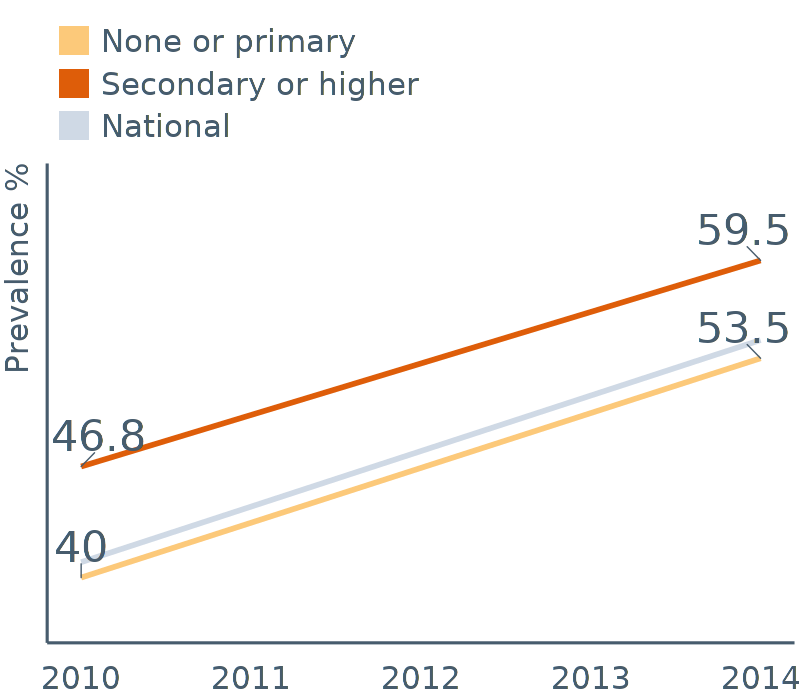 None or primary
Secondary or higher
National
Prevalence %
59.5
53.5
46.8
40
2010 2011 2012 2013 2014